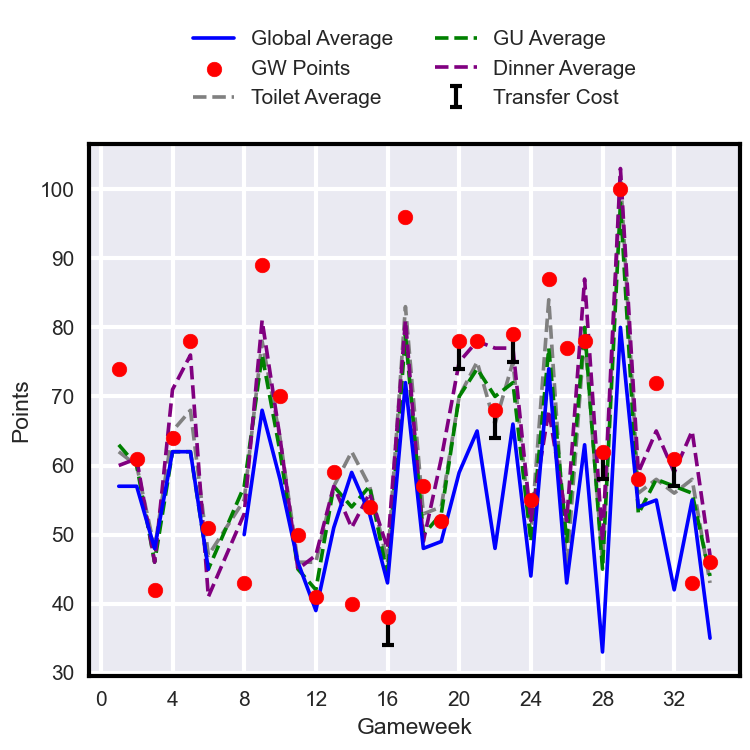 Global Average
GW Points
Toilet Average
GU Average
Dinner Average
Transfer Cost
Points
100
90
80
70
60
50
40
30
0 4 8 12 16 20 24 28 32
Gameweek